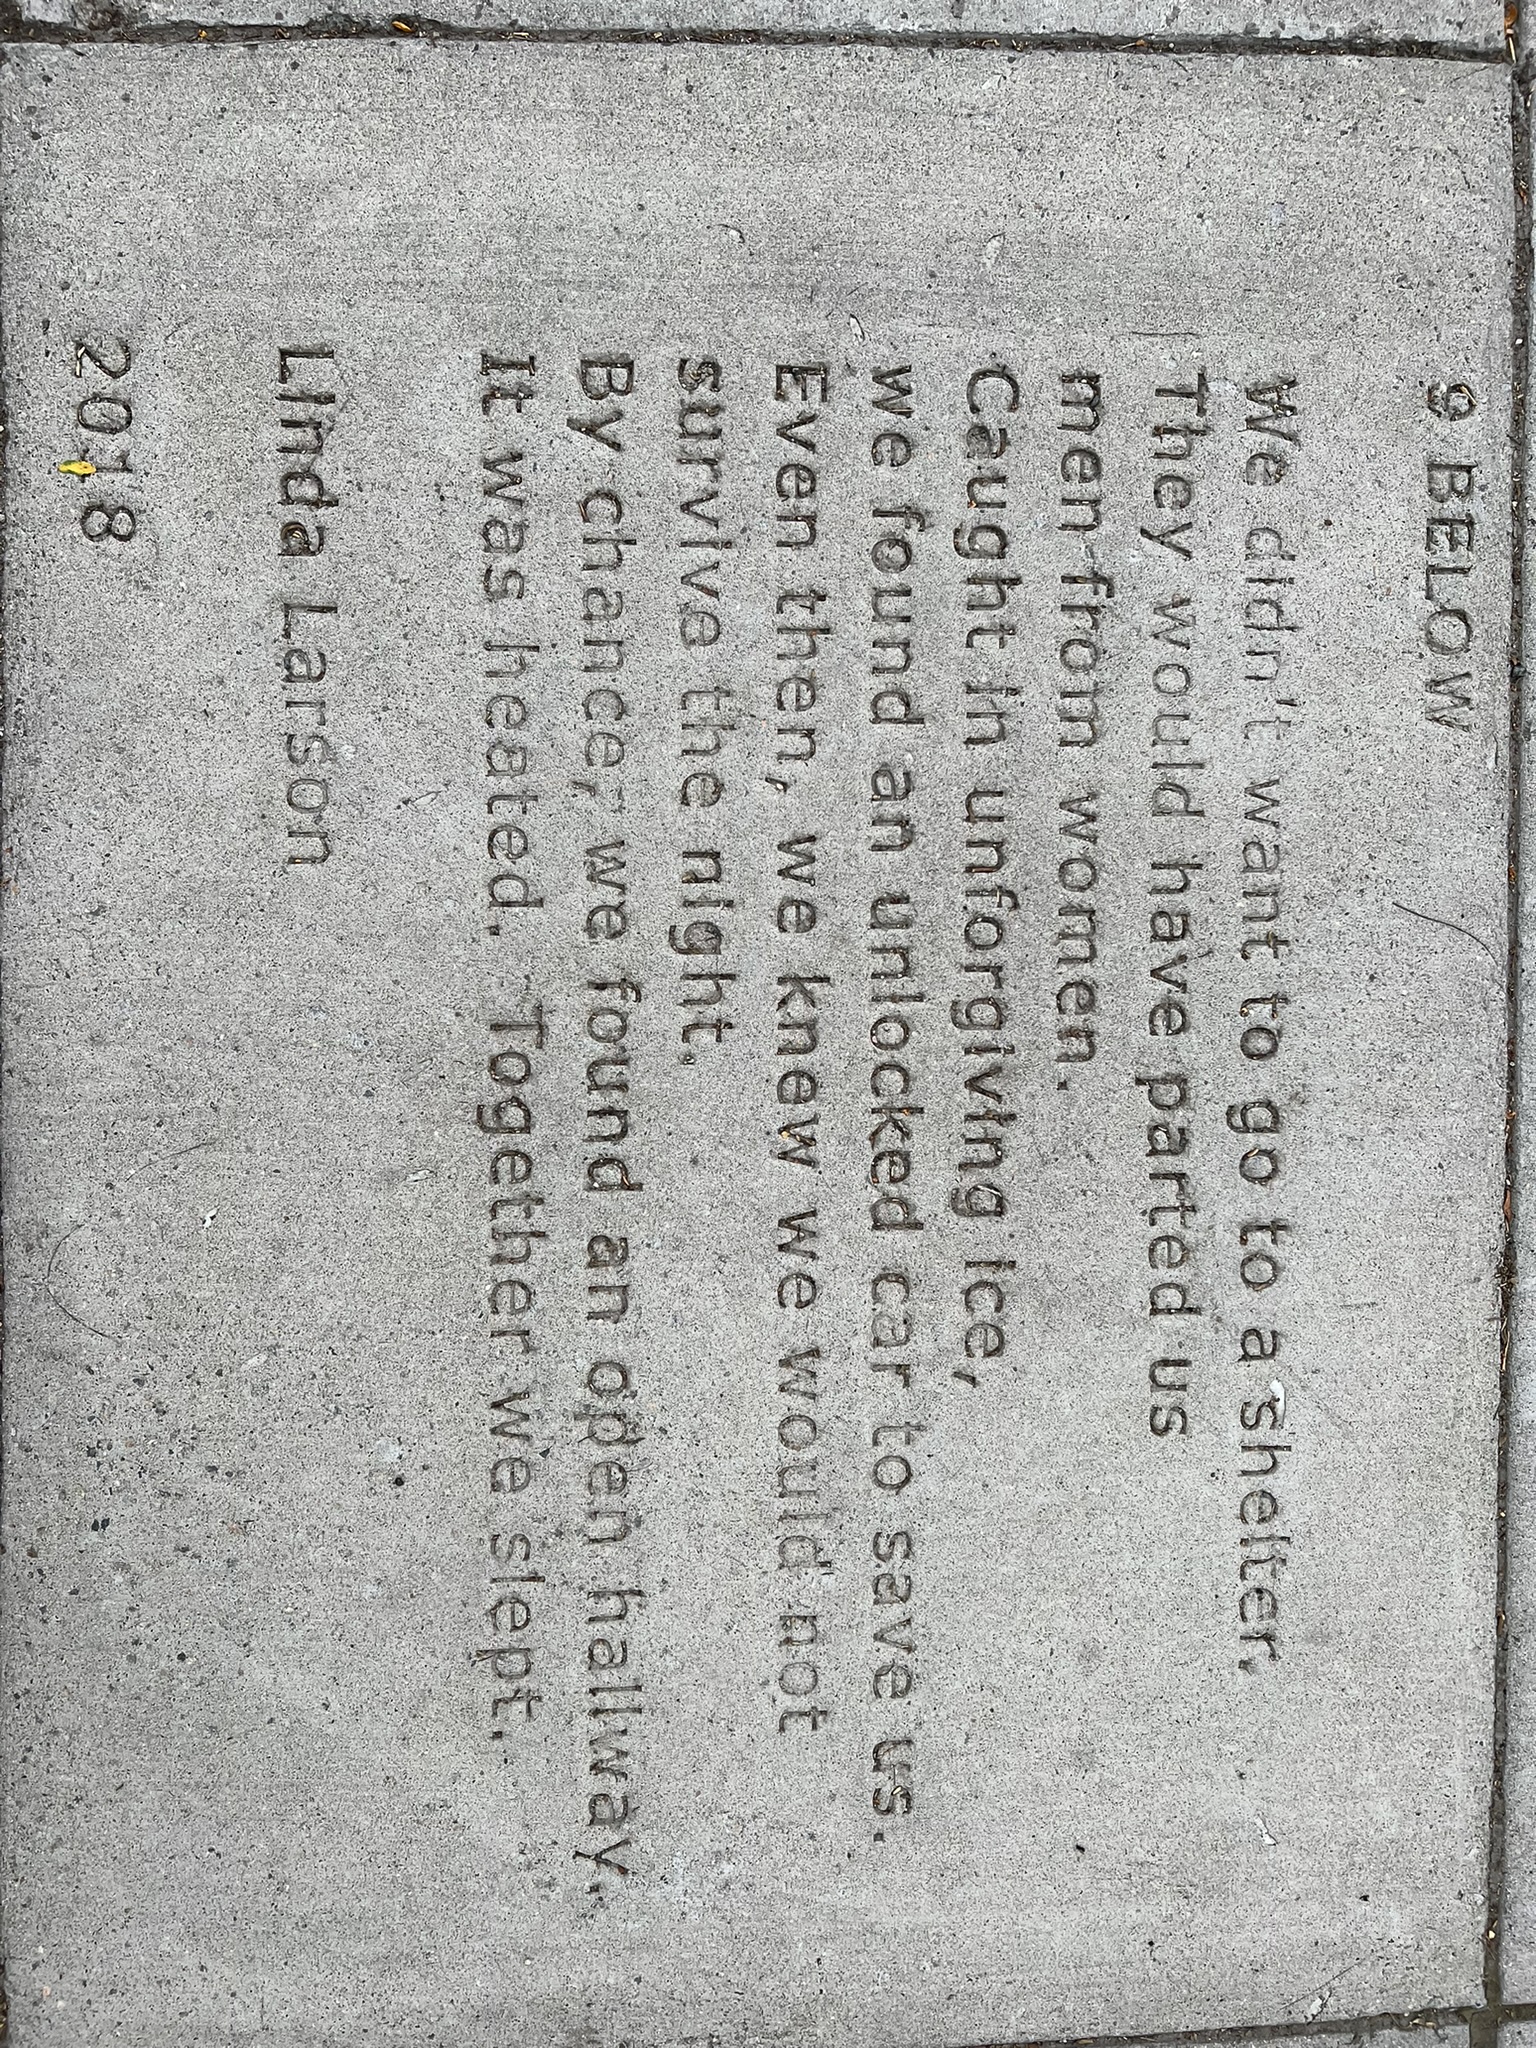 9 BELOW
We didn't want to go to a shelter.
They would have parted us
men from women.
Caught in unforgiving ice,
we found an unlocked car to save us.
Even then, we knew we would not
survive the night.
By chance, we found an open hallway.
It was heated. Together we slept.
Linda Larson
2018